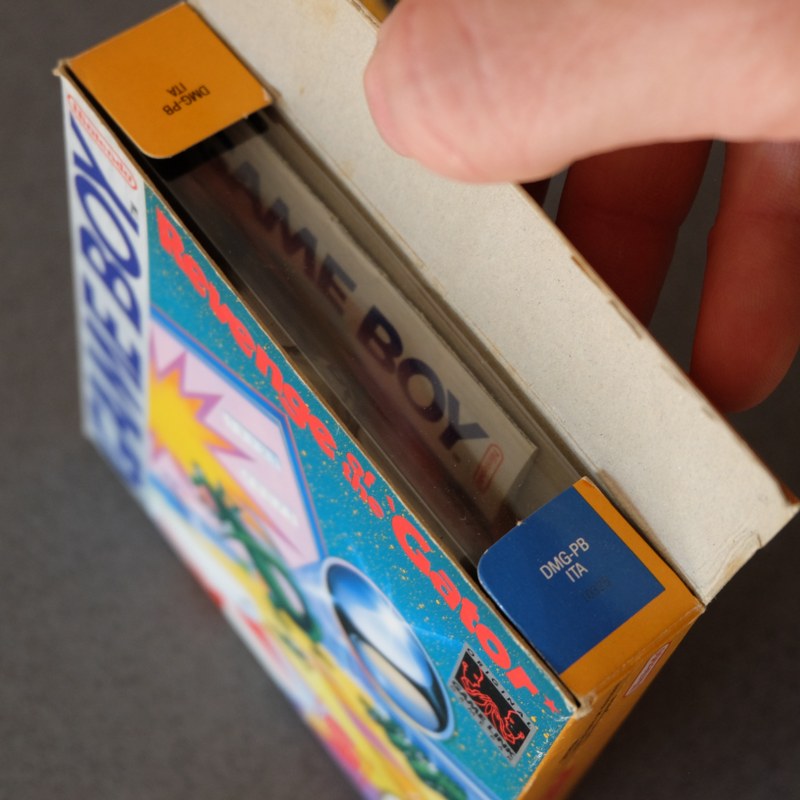 DMG-PB
ITA
Nintendo
GAME BOY
Revenge of the Gator
GAME BOY
DMG-PB
ITA